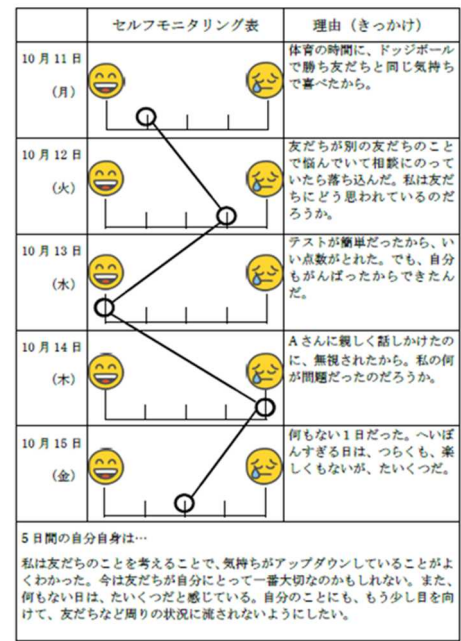 セルフモニタリング表
理由（きっかけ）
10月11日
（月）
体育の時間に、ドッジボール
で勝ち友だちと同じ気持ち
で喜べたから。
10月12日
（火）
友だちが別の友だちのこと
で悩んでいて相談にのって
いたら落ち込んだ。私は友だ
ちにどう思われているのだ
ろうか。
10月13日
（水）
テストが簡単だったから、い
い点数がとれた。でも、自分
もがんばったからできたん
だ。
10月14日
（木）
Aさんに親しく話しかけたの
に、無視されたから。私の何
が問題だったのだろうか。
10月15日
（金）
何もない1日だった。へいぼ
んすぎる日は、つらくも、楽
しくもないが、たいくつだ。
5日間の自分自身は…
私は友だちのことを考えることで、気持ちがアップダウンしていることがよ
くわかった。今は友だちが自分にとって一番大切なのかもしれない。また、
何もない日は、たいくつだと感じている。自分のことにも、もう少し目を向
けて、友だちなど周りの状況に流されないようにしたい。